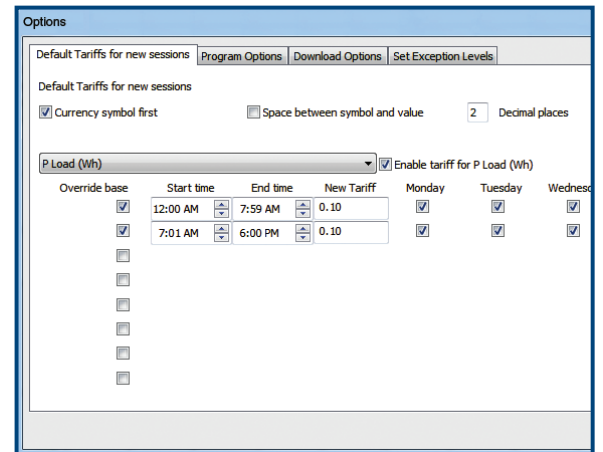 Options
Default Tariffs for new sessions Program Options Download Options Set Exception Levels
Default Tariffs for new sessions
Currency symbol first Space between symbol and value 2 Decimal places
P Load (Wh) Enable tariff for P Load (Wh)
Override base Start time End time New Tariff Monday Tuesday Wednesd
12:00 AM 7:59 AM 0.10
7:01 AM 6:00 PM 0.10